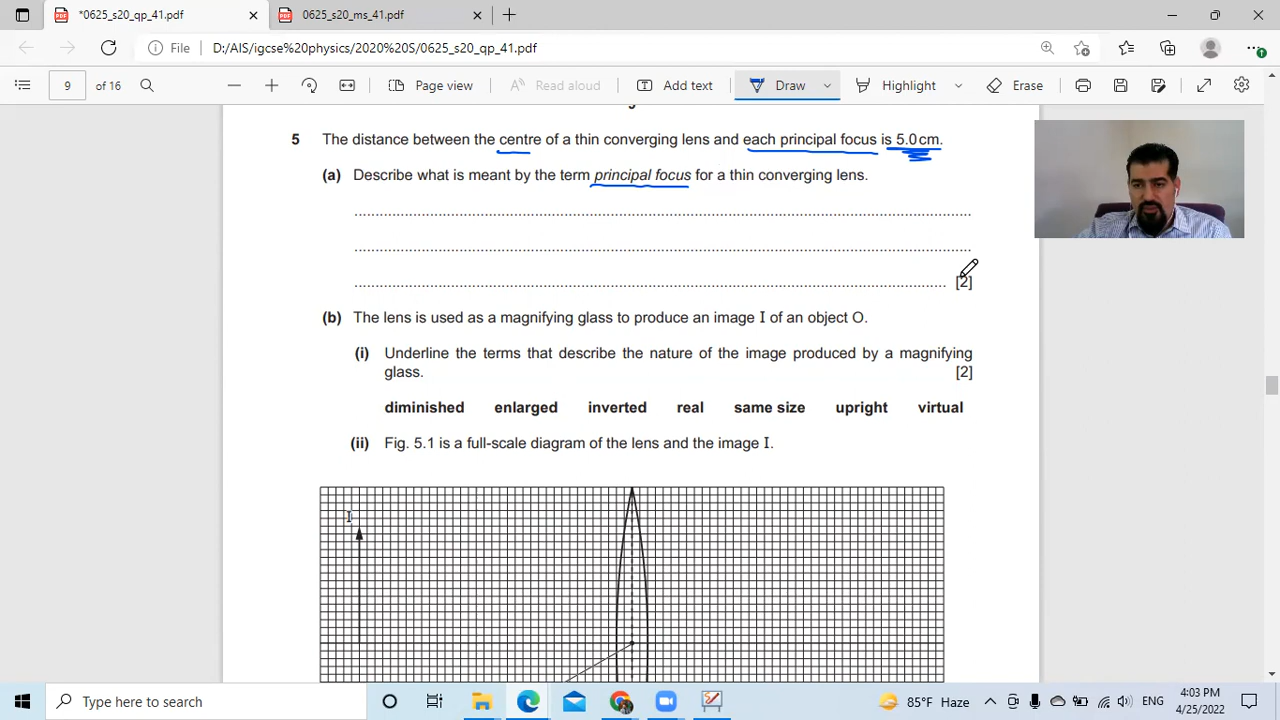 *0625_s20_qp_41.pdf
0625_s20_ms_41.pdf
File
D:/AIS/igcse%20physics/2020%20S/0625_s20_qp_41.pdf
9 of 16
Page view
Read aloud
Add text
Draw
Highlight
Erase
5 The distance between the centre of a thin converging lens and each principal focus is 5.0 cm.
(a) Describe what is meant by the term principal focus for a thin converging lens.
[2]
(b) The lens is used as a magnifying glass to produce an image I of an object O.
(i) Underline the terms that describe the nature of the image produced by a magnifying
glass. [2]
diminished enlarged inverted real same size upright virtual
(ii) Fig. 5.1 is a full-scale diagram of the lens and the image I.
I
Type here to search
85°F Haze
ENG
4:03 PM
4/25/2022